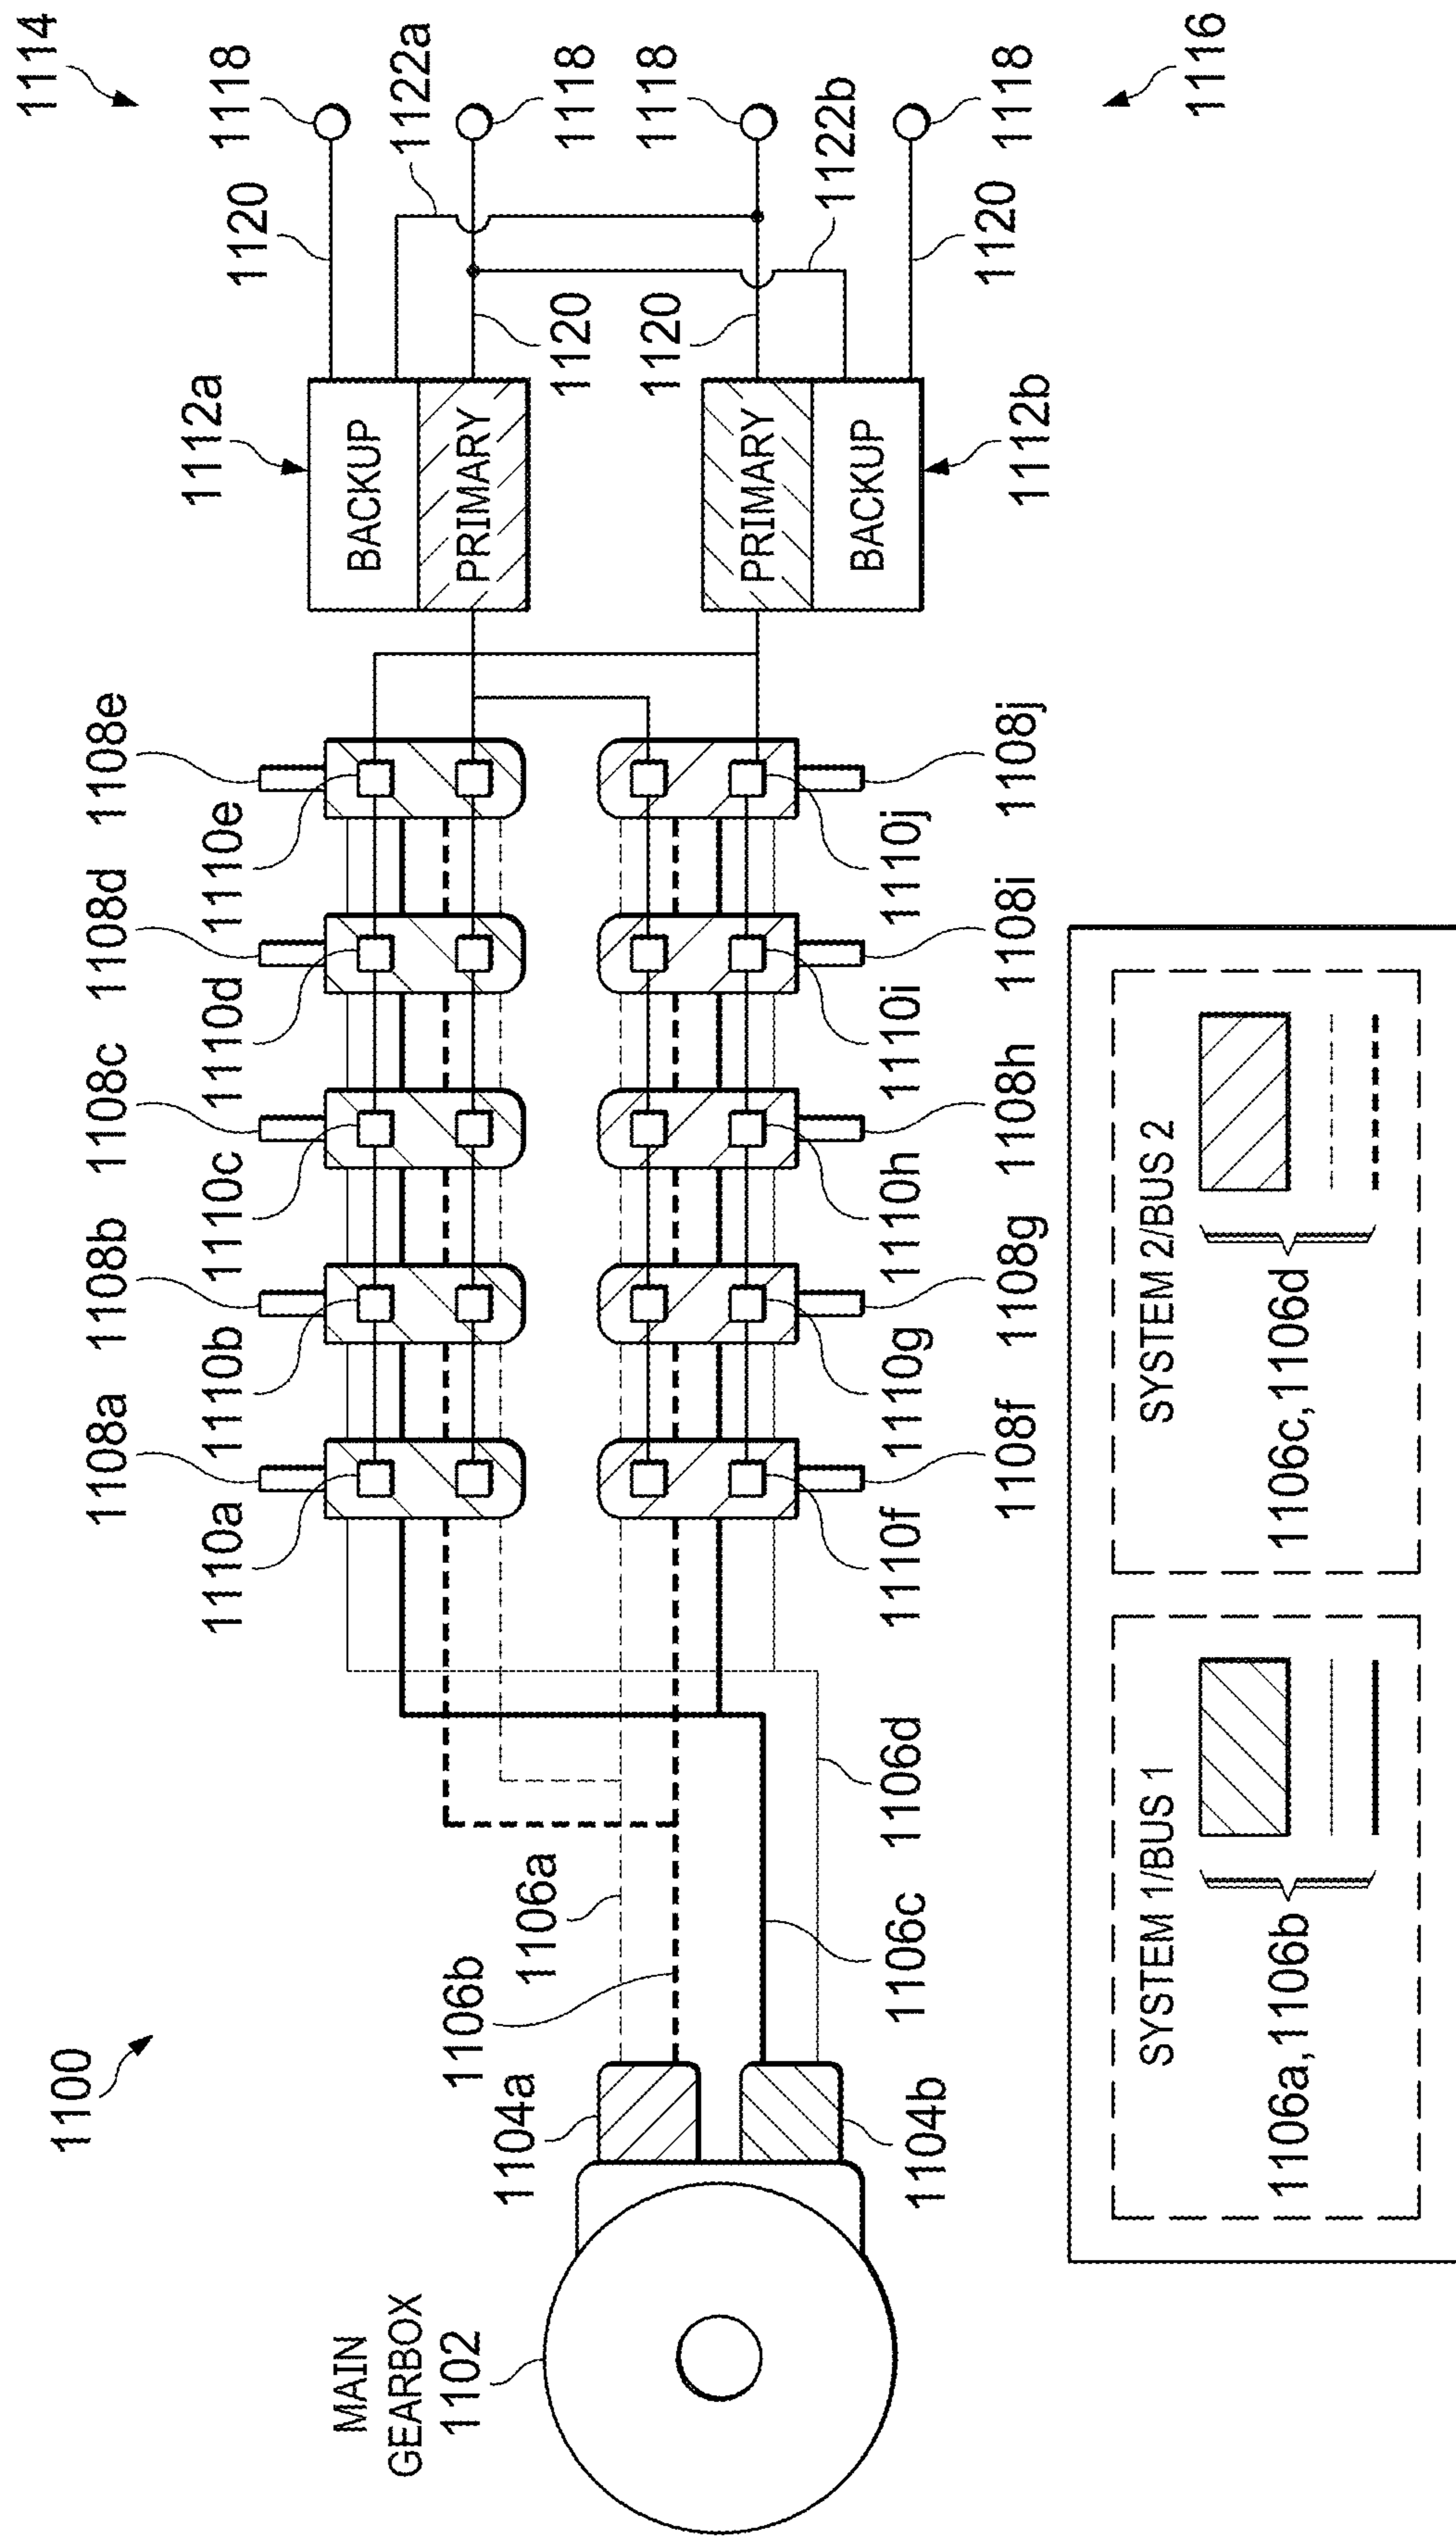 1100
MAIN
GEARBOX
1102
1104a
1104b
1106b
1106a
1106c
1106d
1108a
1108b
1108c
1108d
1108e
1110a
1110b
1110c
1110d
1110e
1110f
1110g
1110h
1110i
1110j
1108f
1108g
1108h
1108i
1108j
1112a
BACKUP
PRIMARY
PRIMARY
BACKUP
1112b
1114
1118
1120
1122a
1118
1120
1118
1120
1122b
1118
1120
1116
SYSTEM 1/BUS 1
1106a,1106b
SYSTEM 2/BUS 2
1106c,1106d